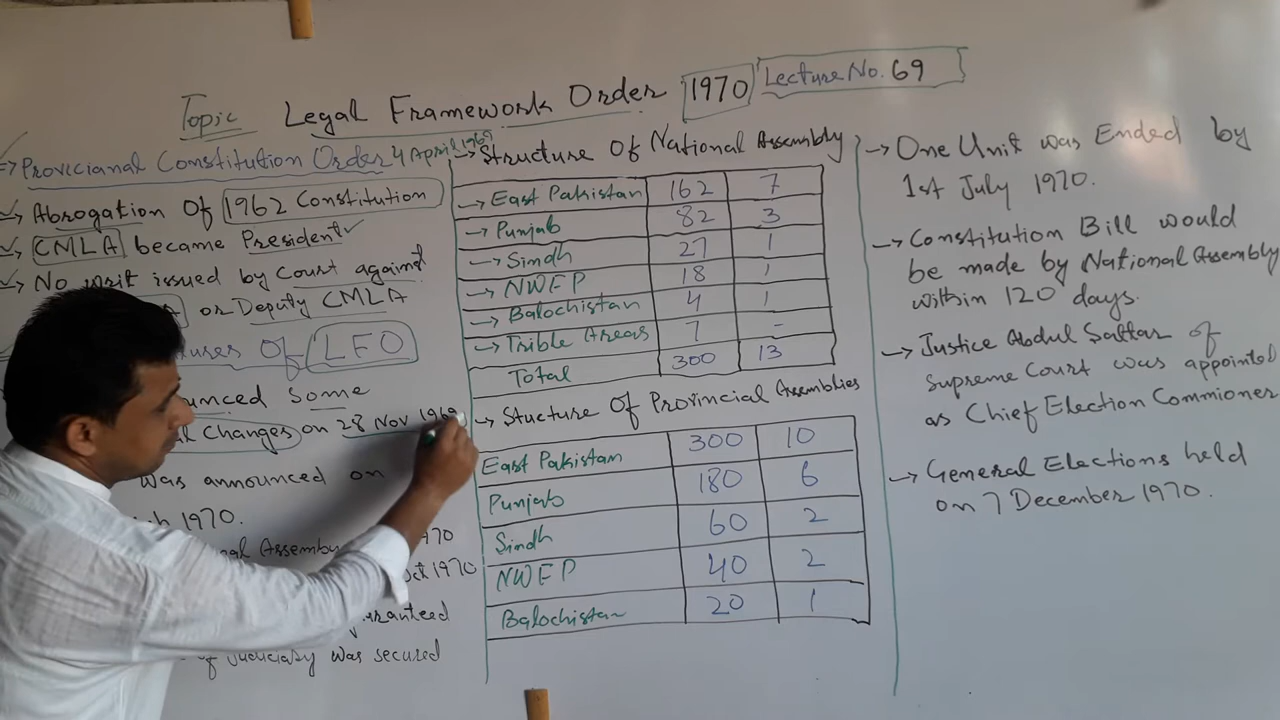 Topic Legal Framework Order 1970 Lecture No. 69
→ Provicianal Constitution Order 4 April 1969
→ Abrogation Of 1962 Constitution
→ CMLA became President
→ No writ issued by Court against
or Deputy CMLA
Of LFO
Some
Changes on 28 Nov 1969
was announced on
1970.
Assembly
Oct 1970
of Judiciary was secured
→ Structure Of National Assembly
→ East Pakistan 162 7
→ Punjab 82 3
→ Sindh 27 1
→ NWFP 18 1
→ Balochistan 4 1
→ Trible Areas 7 -
Total 300 13
→ Stucture Of Provincial Assemblies
East Pakistan 300 10
Punjab 180 6
Sindh 60 2
NWFP 40 2
Balochistan 20 1
→ One Unit was Ended by
1st July 1970.
→ Constitution Bill would
be made by National Assembly
within 120 days.
→ Justice Abdul Sattar of
Supreme Court was appointed
as Chief Election Commioner
→ General Elections held
on 7 December 1970.